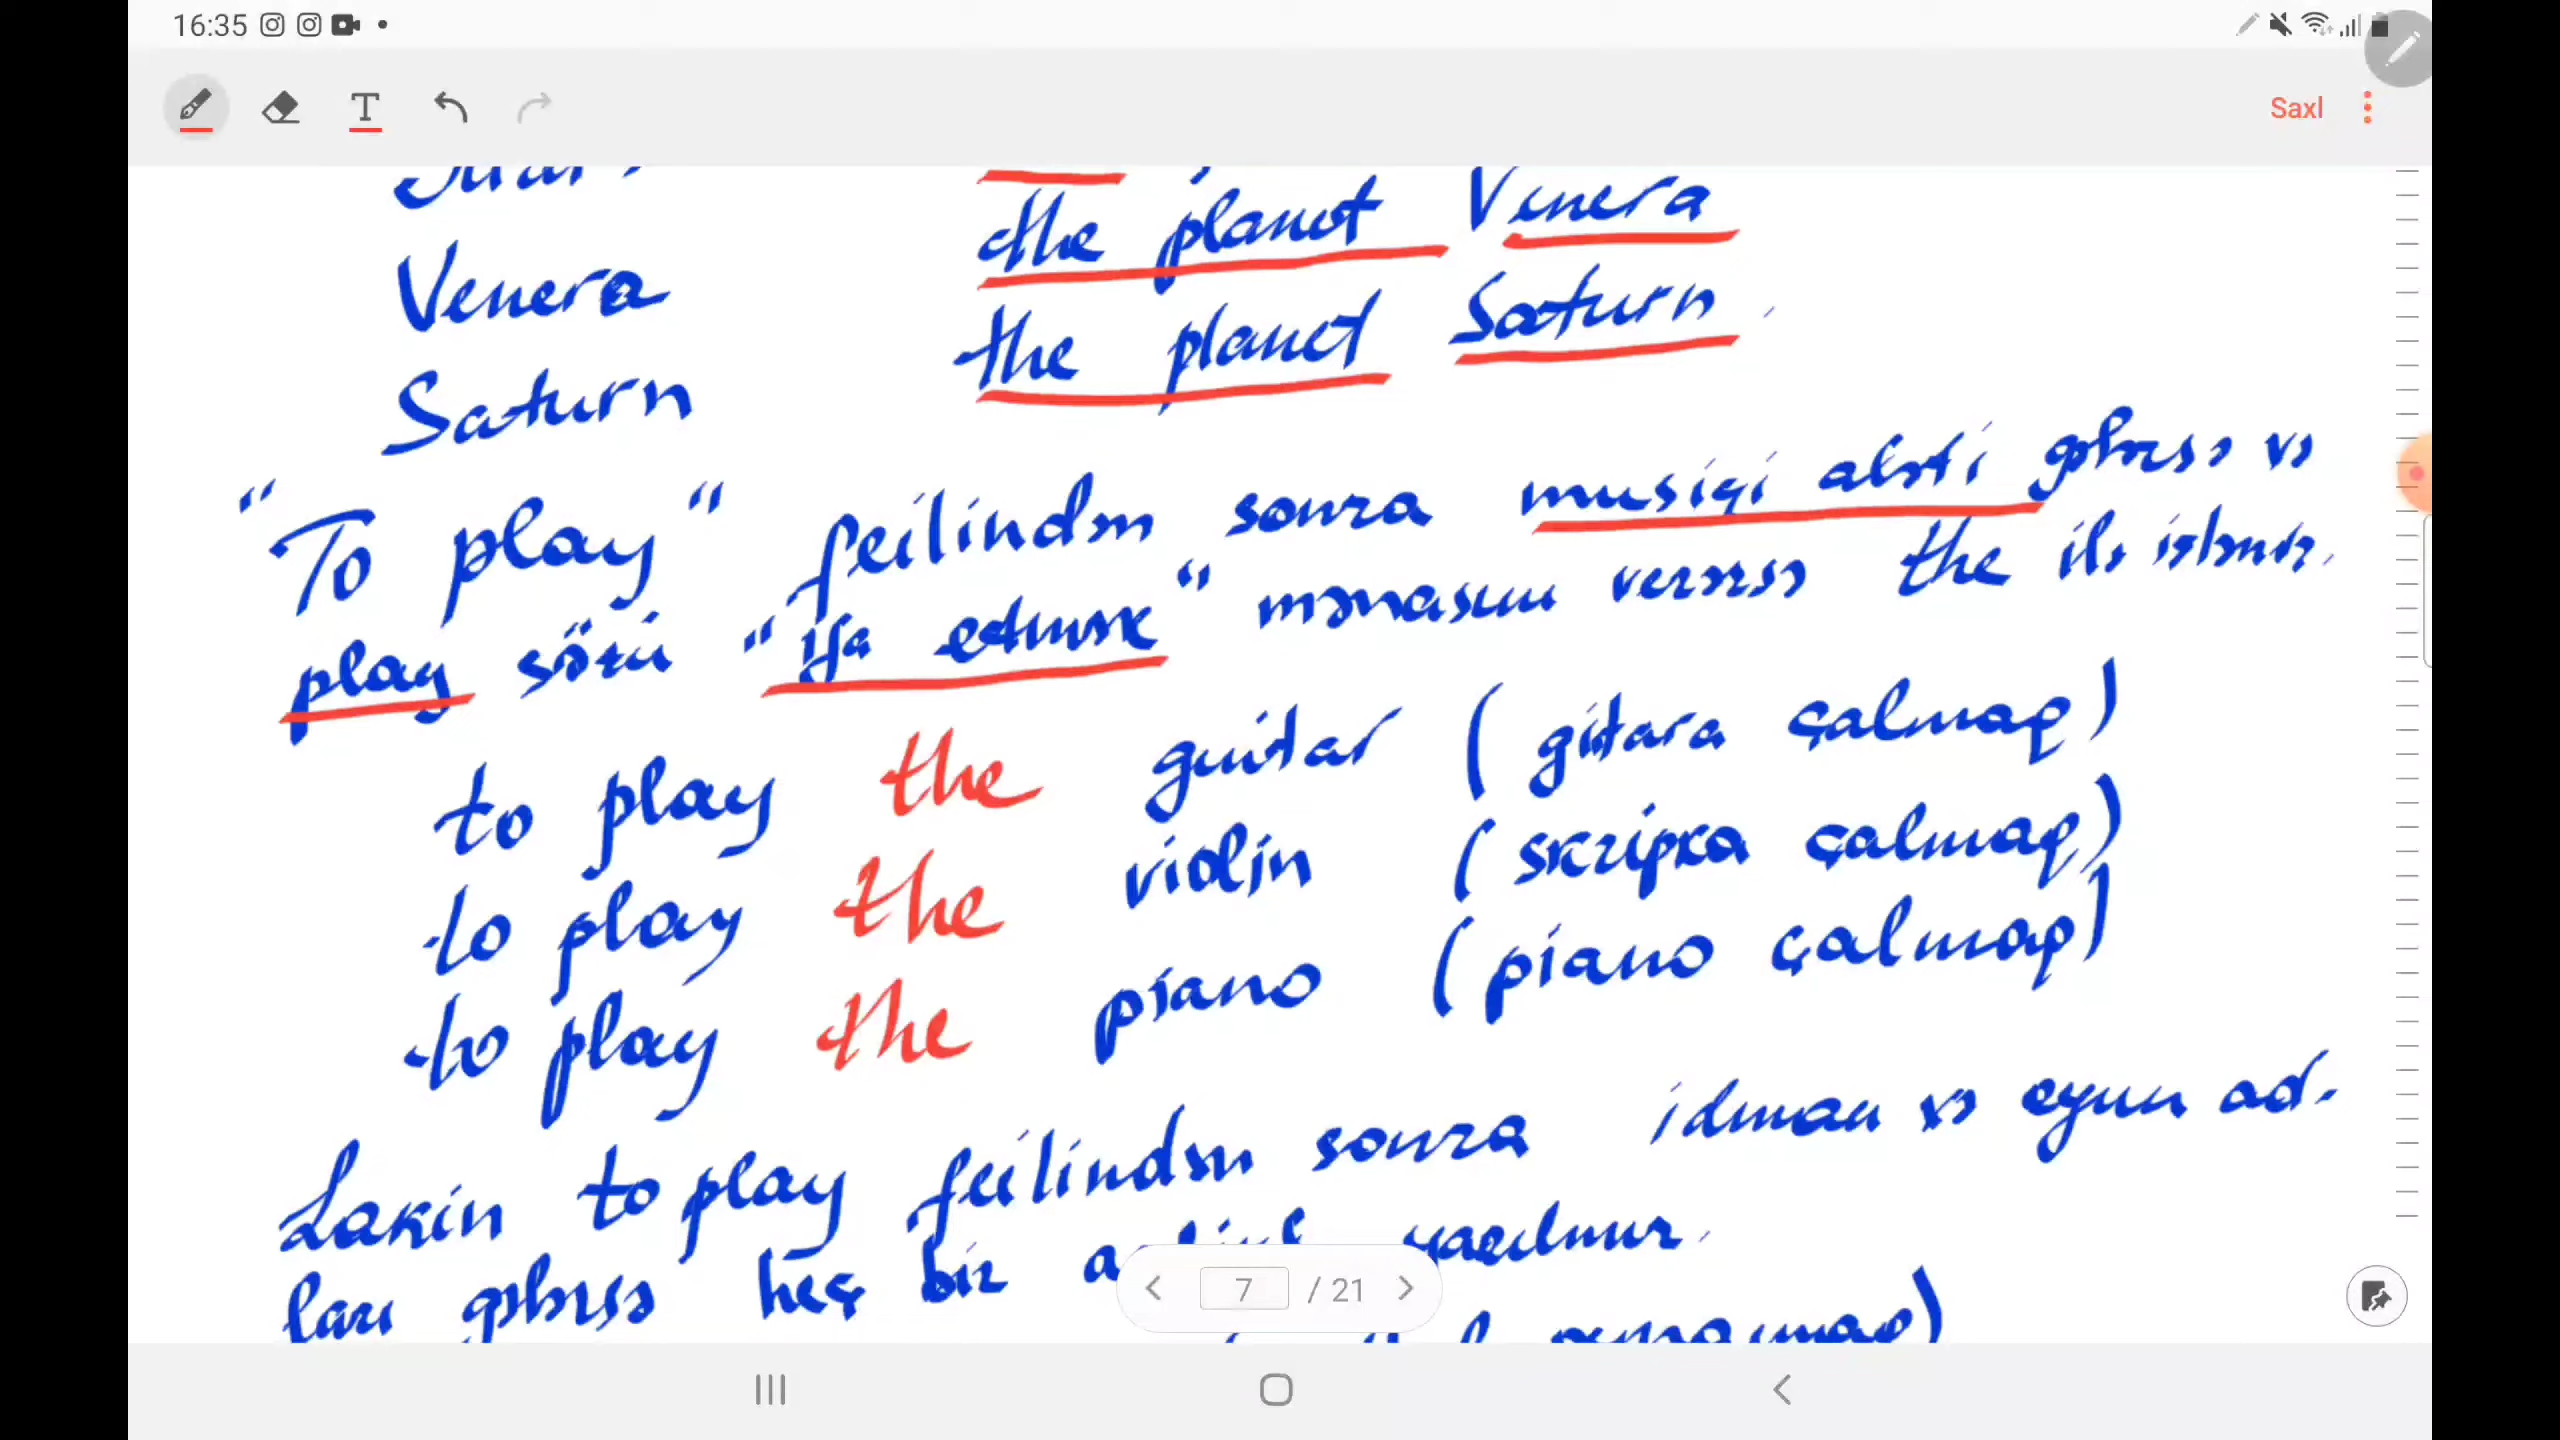 16:35
Saxl
the planet Venera
Venera
the planet Saturn
Saturn
"To play" feilindən sonra musiqi aləti gələrsə və
play sözü "ifa etmək" mənasını verərsə the ilə işlənir.
to play the guitar (gitara çalmaq)
to play the violin (skripka çalmaq)
to play the piano (piano çalmaq)
Lakin to play feilindən sonra idman və oyun ad-
ları gələrsə heç bir yazılmır.
7 / 21